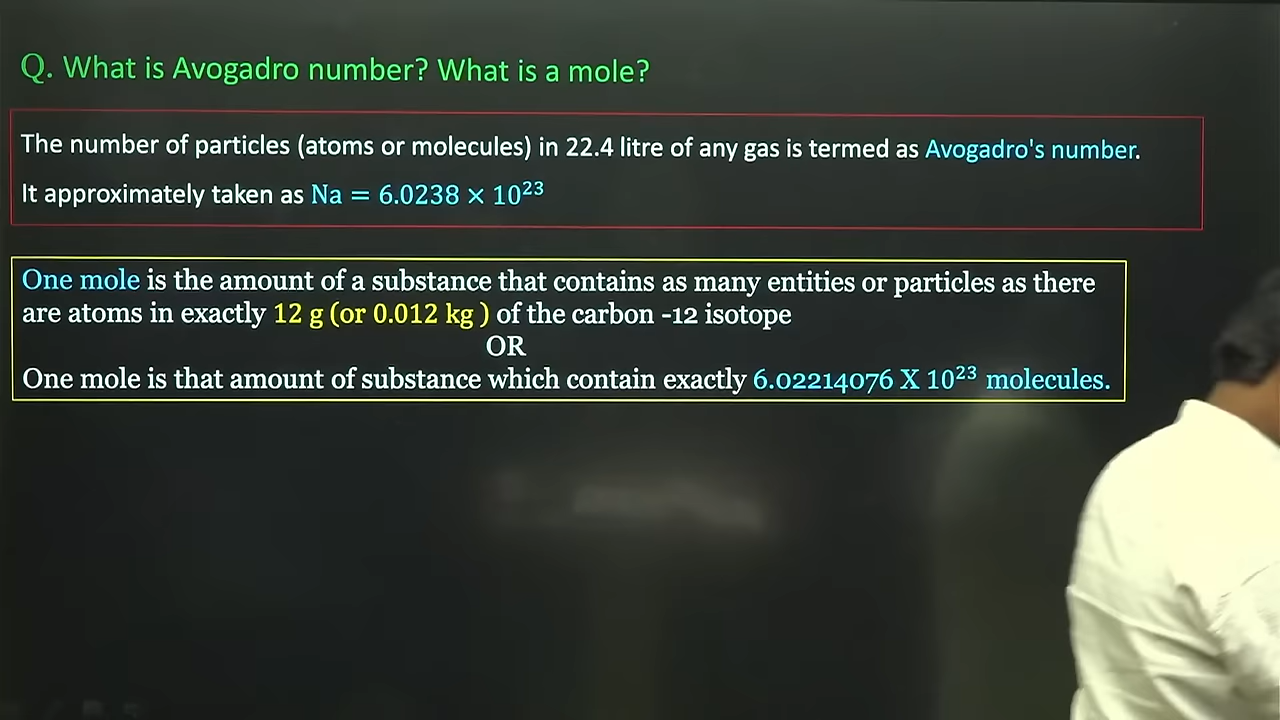 Q. What is Avogadro number? What is a mole?
The number of particles (atoms or molecules) in 22.4 litre of any gas is termed as Avogadro's number.
It approximately taken as Na = 6.0238 × 10²³
One mole is the amount of a substance that contains as many entities or particles as there
are atoms in exactly 12 g (or 0.012 kg ) of the carbon -12 isotope
OR
One mole is that amount of substance which contain exactly 6.02214076 X 10²³ molecules.